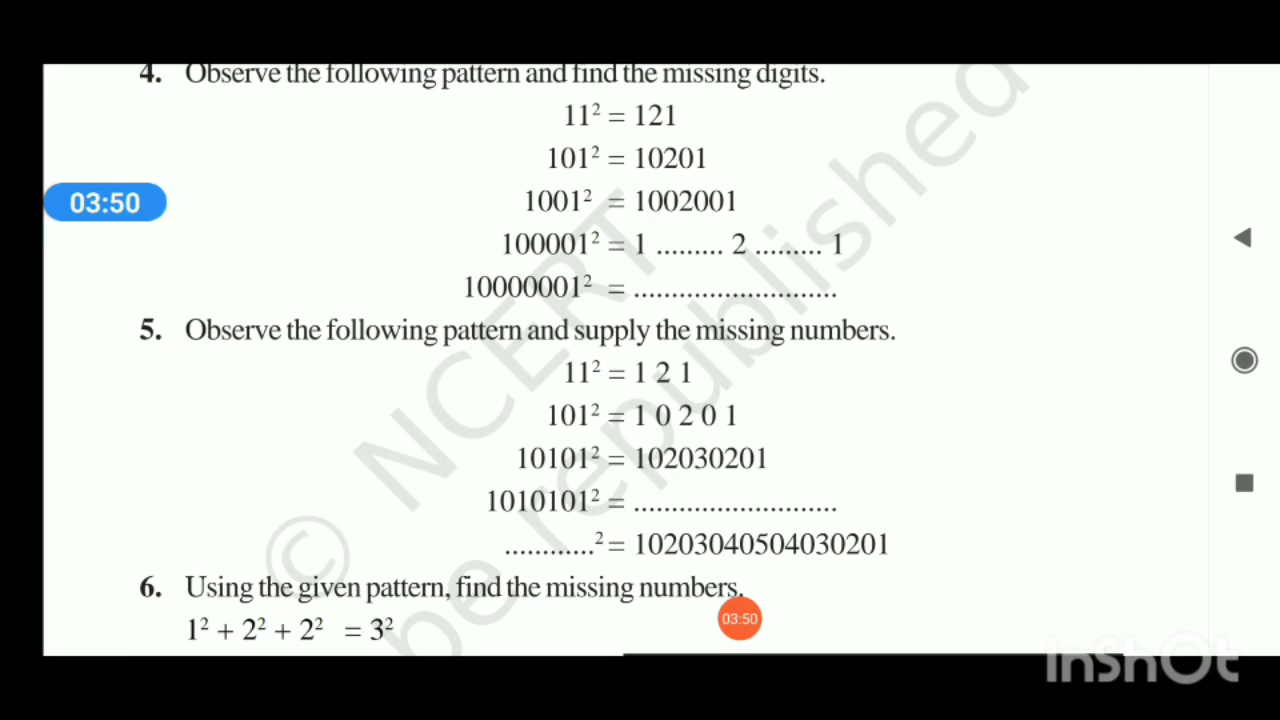 4. Observe the following pattern and find the missing digits.
11² = 121
101² = 10201
03:50
1001² = 1002001
100001² = 1 ......... 2 ......... 1
10000001² = ...........................
5. Observe the following pattern and supply the missing numbers.
11² = 1 2 1
101² = 1 0 2 0 1
10101² = 102030201
1010101² = ...........................
............² = 10203040504030201
6. Using the given pattern, find the missing numbers.
03:50
1² + 2² + 2² = 3²
© NCERT
be republished
InShOt